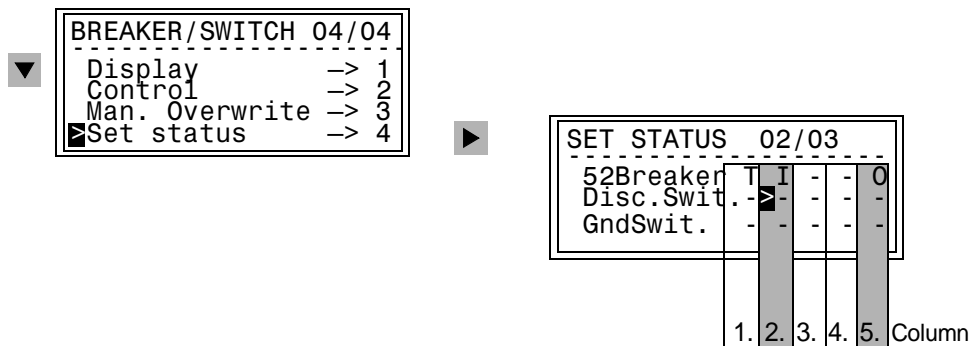 BREAKER/SWITCH 04/04
- - - - - - - - - - - - - - - - - - - -
Display —> 1
Control —> 2
Man. Overwrite —> 3
>Set status —> 4
SET STATUS 02/03
- - - - - - - - - - - - - - - - - - - -
52Breaker T I - - O
Disc.Swit. - >- - - -
GndSwit. - - - - -
1. 2. 3. 4. 5. Column